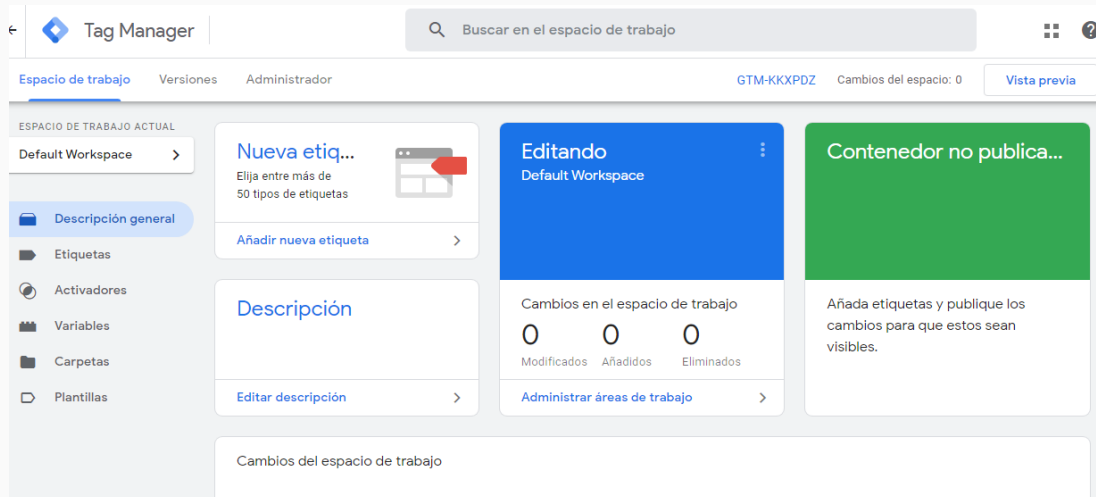 Tag Manager
Buscar en el espacio de trabajo
Espacio de trabajo
Versiones
Administrador
GTM-KKXPDZ
Cambios del espacio: 0
Vista previa
ESPACIO DE TRABAJO ACTUAL
Default Workspace
Descripción general
Etiquetas
Activadores
Variables
Carpetas
Plantillas
Nueva etiq...
Elija entre más de
50 tipos de etiquetas
Añadir nueva etiqueta
Descripción
Editar descripción
Editando
Default Workspace
Cambios en el espacio de trabajo
0 0 0
Modificados Añadidos Eliminados
Administrar áreas de trabajo
Contenedor no publica...
Añada etiquetas y publique los
cambios para que estos sean
visibles.
Cambios del espacio de trabajo